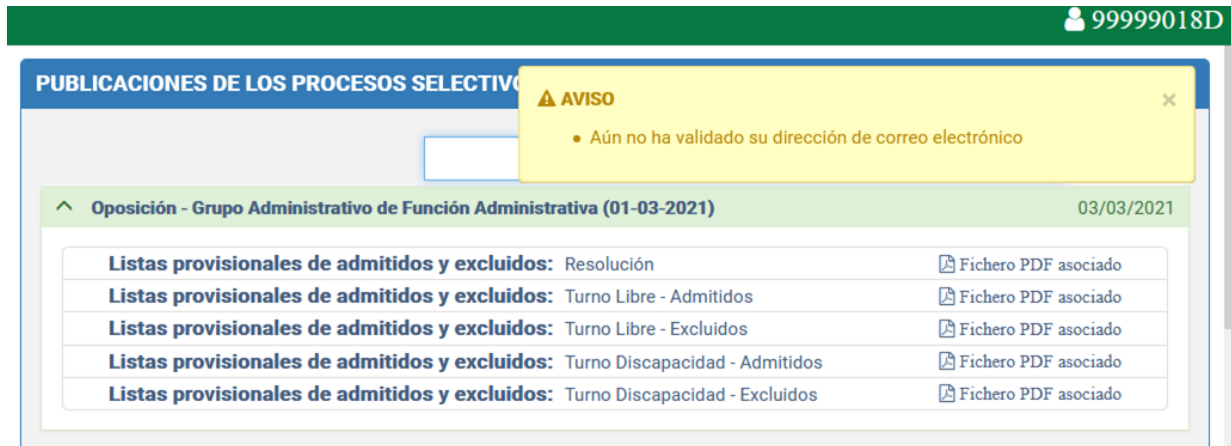 99999018D
PUBLICACIONES DE LOS PROCESOS SELECTIV
AVISO
×
• Aún no ha validado su dirección de correo electrónico
Oposición - Grupo Administrativo de Función Administrativa (01-03-2021) 03/03/2021
Listas provisionales de admitidos y excluidos: Resolución Fichero PDF asociado
Listas provisionales de admitidos y excluidos: Turno Libre - Admitidos Fichero PDF asociado
Listas provisionales de admitidos y excluidos: Turno Libre - Excluidos Fichero PDF asociado
Listas provisionales de admitidos y excluidos: Turno Discapacidad - Admitidos Fichero PDF asociado
Listas provisionales de admitidos y excluidos: Turno Discapacidad - Excluidos Fichero PDF asociado